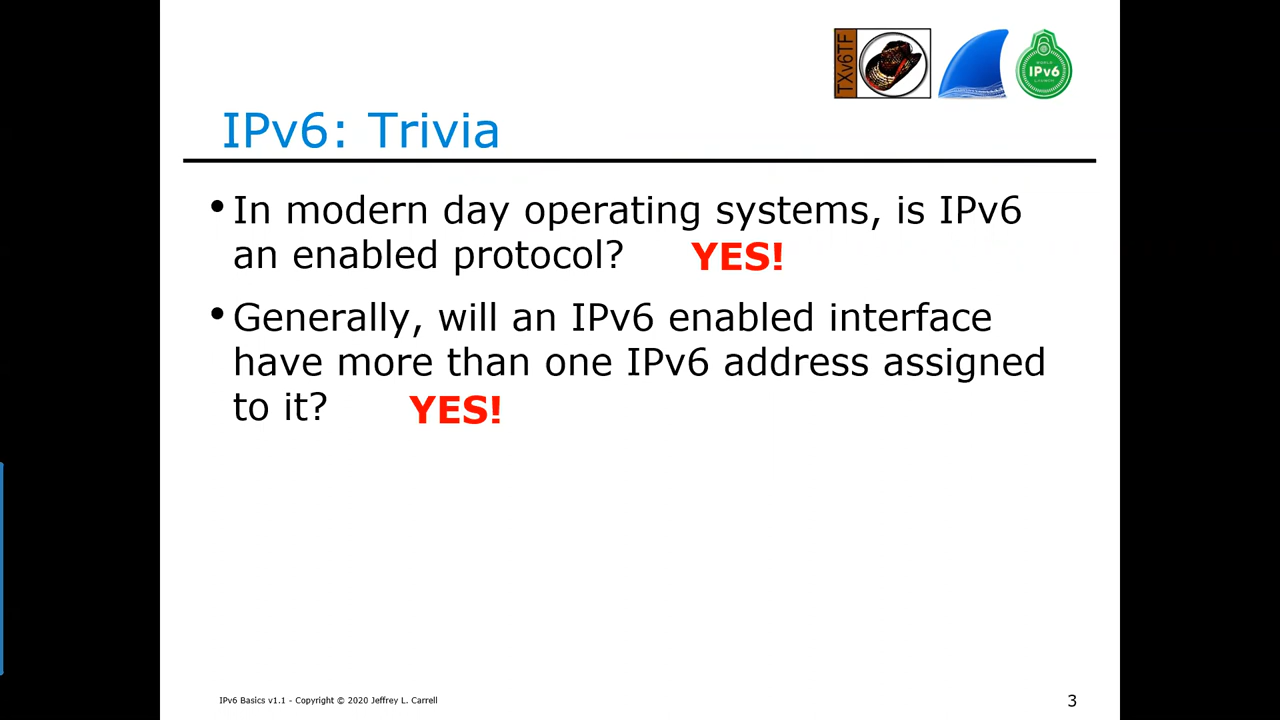 TXv6TF
WORLD
IPv6
LAUNCH
IPv6: Trivia
• In modern day operating systems, is IPv6
an enabled protocol? YES!
• Generally, will an IPv6 enabled interface
have more than one IPv6 address assigned
to it? YES!
IPv6 Basics v1.1 - Copyright © 2020 Jeffrey L. Carrell
3